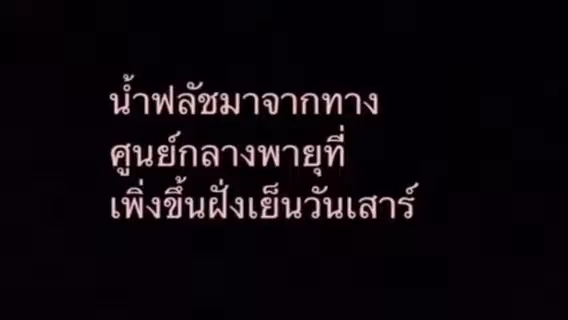 น้ำฟลัชมาจากทาง
ศูนย์กลางพายุที่
เพิ่งขึ้นฝั่งเย็นวันเสาร์